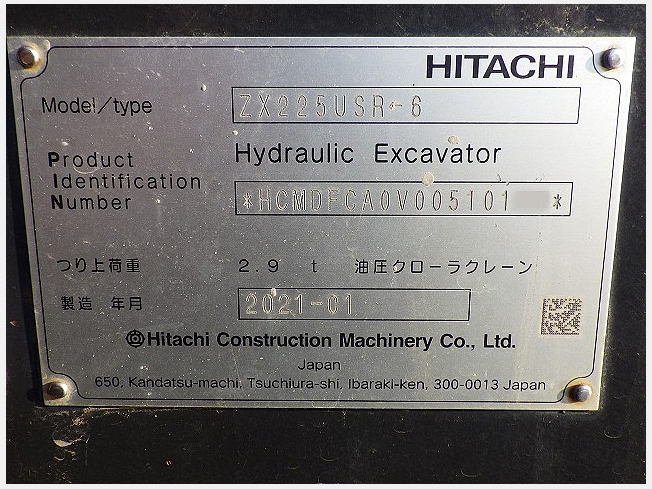 HITACHI
Model/type ZX225USR-6
Product Identification Number
Hydraulic Excavator
*HCMDFCA0V005101 *
つり上荷重 2.9 t 油圧クローラクレーン
製造 年月 2021-01
Hitachi Construction Machinery Co., Ltd.
Japan
650, Kandatsu-machi, Tsuchiura-shi, Ibaraki-ken, 300-0013 Japan